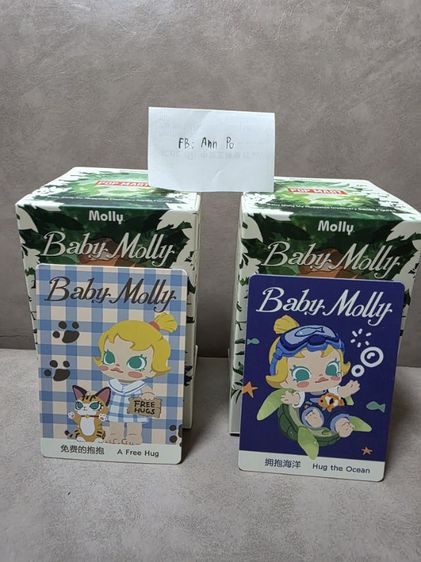 FB: Ann Po
POP MART
Molly
Baby Molly
Baby Molly
FREE
HUGS
免费的抱抱 A Free Hug
POP MART
Molly
Baby Molly
Baby Molly
拥抱海洋 Hug the Ocean